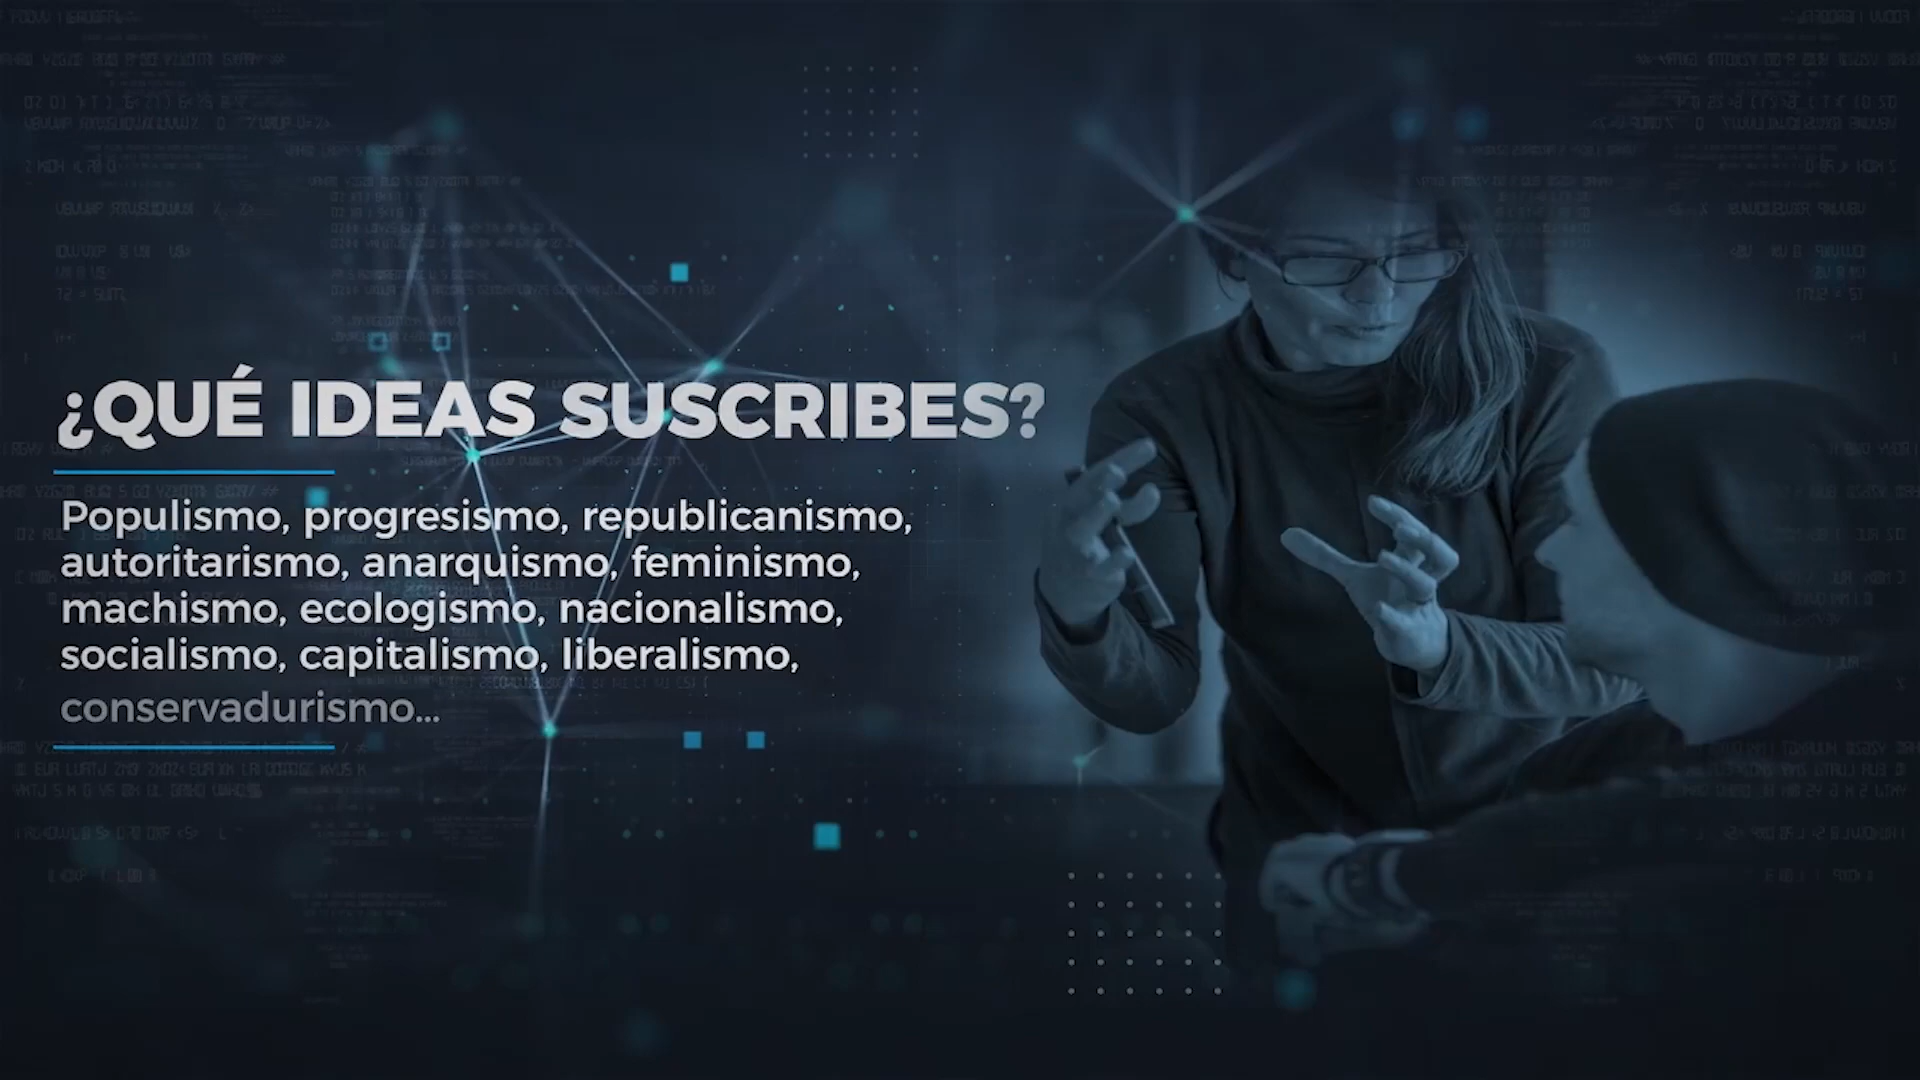 ¿QUÉ IDEAS SUSCRIBES?
Populismo, progresismo, republicanismo,
autoritarismo, anarquismo, feminismo,
machismo, ecologismo, nacionalismo,
socialismo, capitalismo, liberalismo,
conservadurismo...